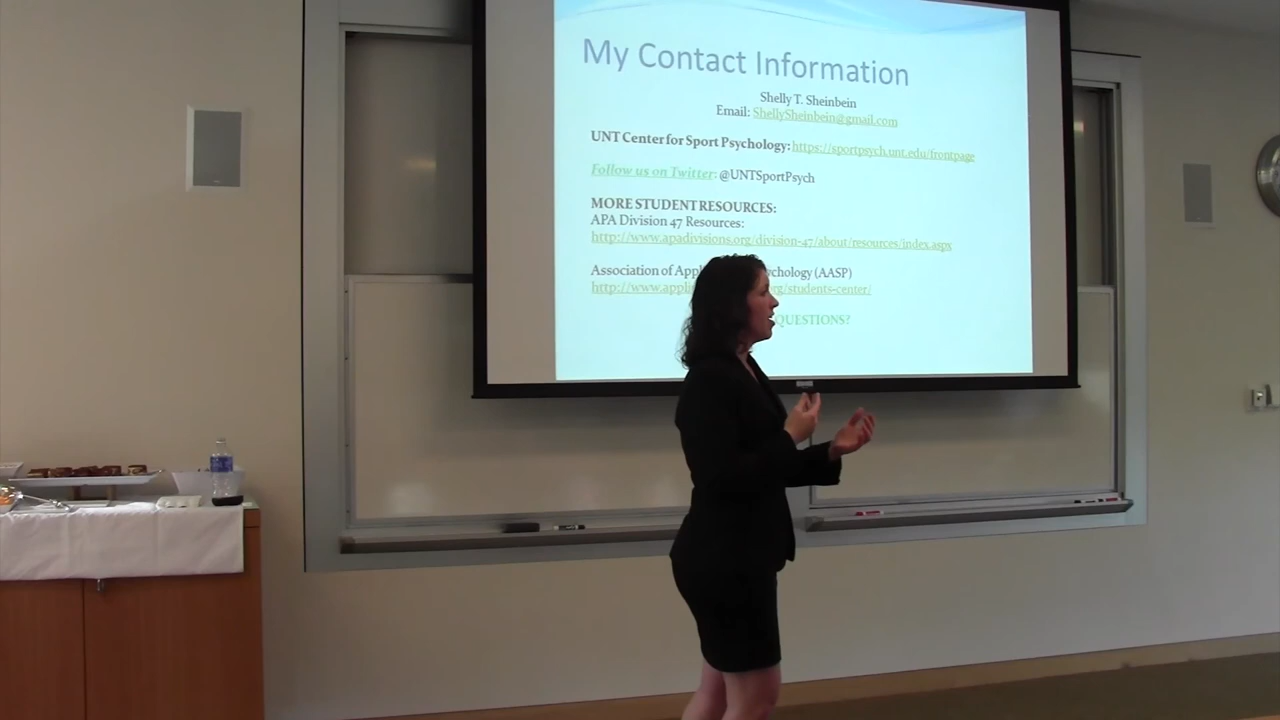 My Contact Information
Shelly T. Sheinbein
Email: ShellySheinbein@gmail.com
UNT Center for Sport Psychology: https://sportpsych.unt.edu/frontpage
Follow us on Twitter: @UNTSportPsych
MORE STUDENT RESOURCES:
APA Division 47 Resources:
http://www.apadivisions.org/division-47/about/resources/index.aspx
Association of Appl ychology (AASP)
http://www.appli org/students-center/
QUESTIONS?